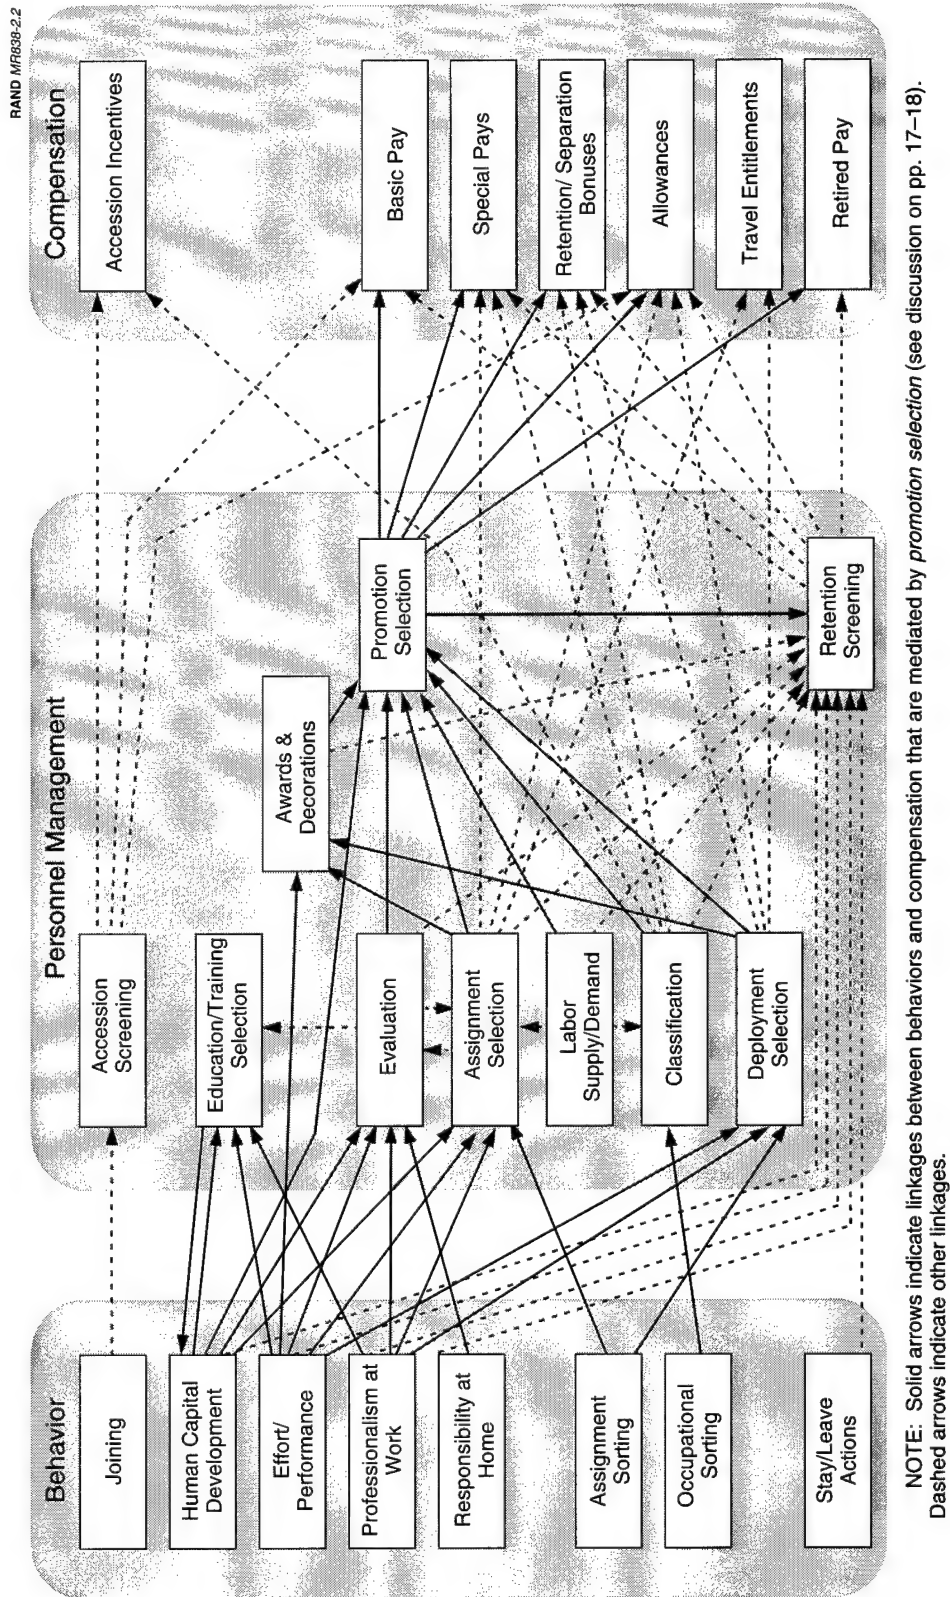 RAND MR838-2.2
Behavior
Joining
Human Capital
Development
Effort/
Performance
Professionalism at
Work
Responsibility at
Home
Assignment
Sorting
Occupational
Sorting
Stay/Leave
Actions
Personnel Management
Accession
Screening
Education/Training
Selection
Evaluation
Assignment
Selection
Labor
Supply/Demand
Classification
Deployment
Selection
Awards &
Decorations
Promotion
Selection
Retention
Screening
Compensation
Accession Incentives
Basic Pay
Special Pays
Retention/ Separation
Bonuses
Allowances
Travel Entitlements
Retired Pay
NOTE: Solid arrows indicate linkages between behaviors and compensation that are mediated by promotion selection (see discussion on pp. 17–18).
Dashed arrows indicate other linkages.